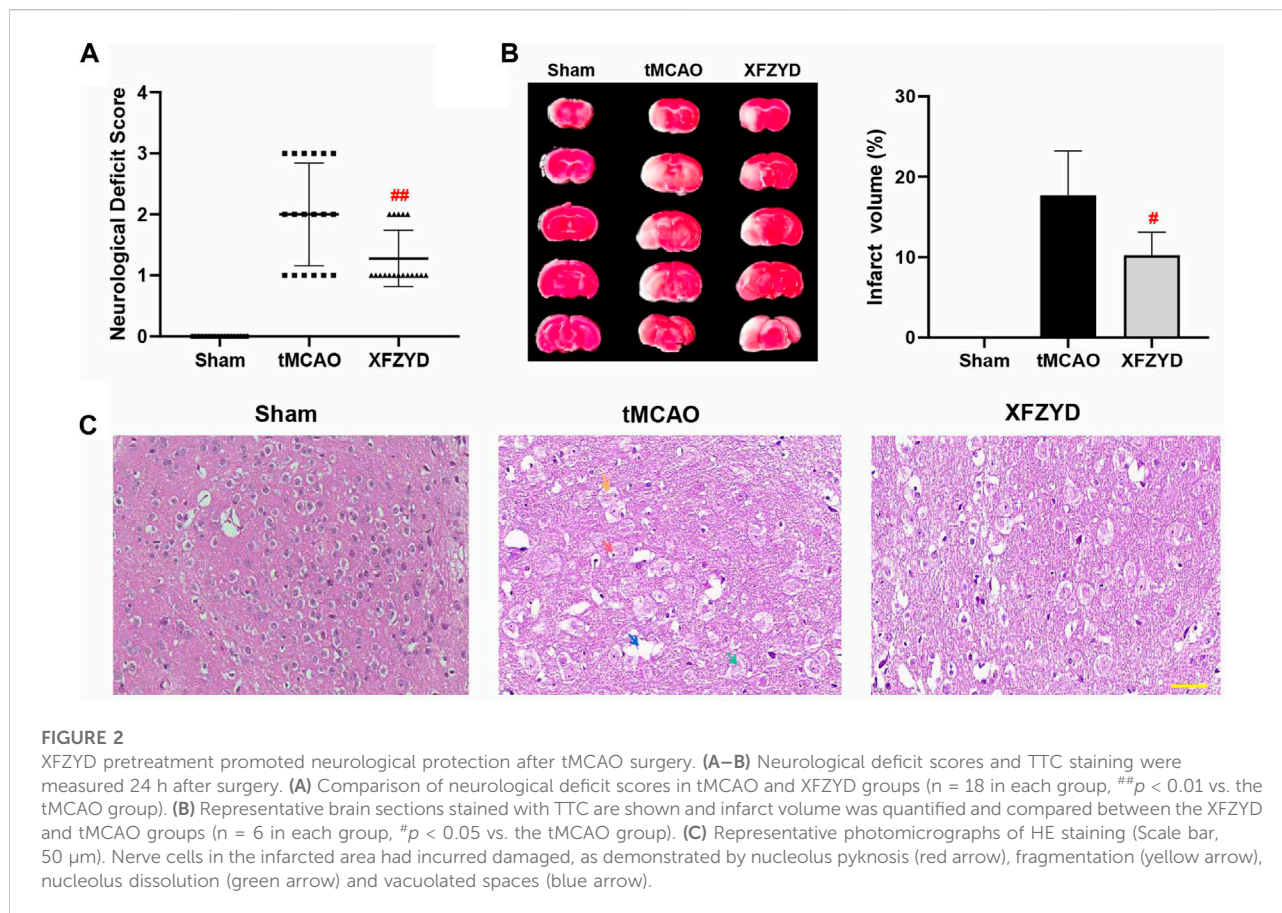 A
Neurological Deficit Score
4
3
2
1
0
##
Sham tMCAO XFZYD
B
Sham tMCAO XFZYD
Infarct volume (%)
30
20
10
0
#
Sham tMCAO XFZYD
C
Sham tMCAO XFZYD
FIGURE 2
XFZYD pretreatment promoted neurological protection after tMCAO surgery. (A–B) Neurological deficit scores and TTC staining were
measured 24 h after surgery. (A) Comparison of neurological deficit scores in tMCAO and XFZYD groups (n = 18 in each group, ##p < 0.01 vs. the
tMCAO group). (B) Representative brain sections stained with TTC are shown and infarct volume was quantified and compared between the XFZYD
and tMCAO groups (n = 6 in each group, #p < 0.05 vs. the tMCAO group). (C) Representative photomicrographs of HE staining (Scale bar,
50 μm). Nerve cells in the infarcted area had incurred damaged, as demonstrated by nucleolus pyknosis (red arrow), fragmentation (yellow arrow),
nucleolus dissolution (green arrow) and vacuolated spaces (blue arrow).